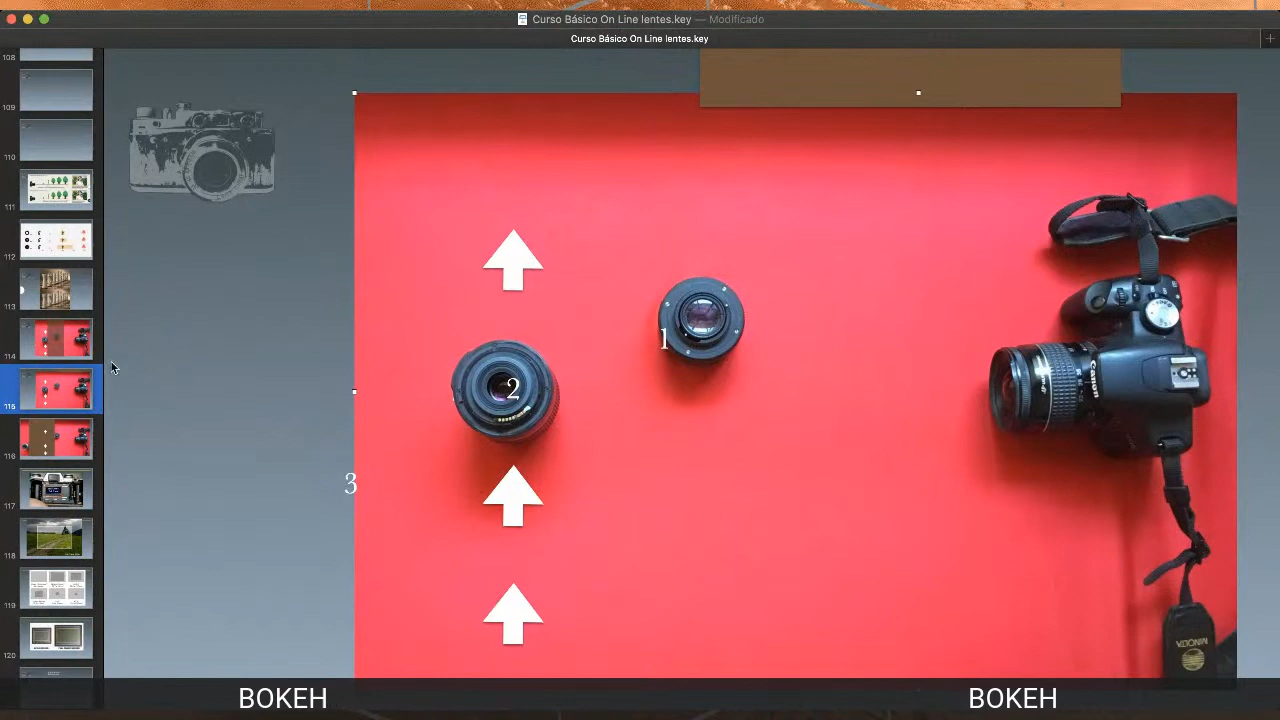 Curso Básico On Line lentes.key — Modificado
Curso Básico On Line lentes.key
108
109
110
111
112
113
114
115
116
117
118
119
120
1
2
3
Canon
MINOLTA
BOKEH
BOKEH